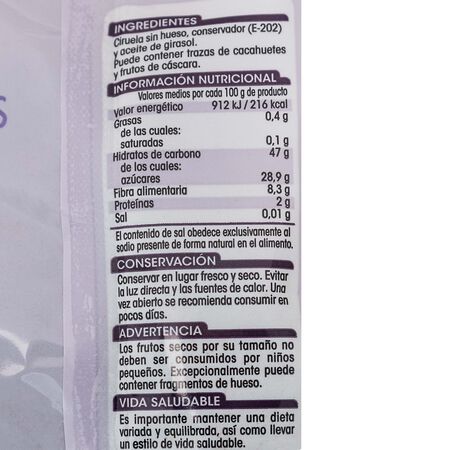 S
INGREDIENTES
Ciruela sin hueso, conservador (E-202)
y aceite de girasol.
Puede contener trazas de cacahuetes
y frutos de cáscara.
INFORMACIÓN NUTRICIONAL
Valores medios por cada 100 g de producto
Valor energético 912 kJ / 216 kcal
Grasas 0,4 g
de las cuales:
saturadas 0,1 g
Hidratos de carbono 47 g
de los cuales:
azúcares 28,9 g
Fibra alimentaria 8,3 g
Proteínas 2 g
Sal 0,01 g
El contenido de sal obedece exclusivamente al
sodio presente de forma natural en el alimento.
CONSERVACIÓN
Conservar en lugar fresco y seco. Evitar
la luz directa y las fuentes de calor. Una
vez abierto se recomienda consumir en
pocos días.
ADVERTENCIA
Los frutos secos por su tamaño no
deben ser consumidos por niños
pequeños. Excepcionalmente puede
contener fragmentos de hueso.
VIDA SALUDABLE
Es importante mantener una dieta
variada y equilibrada, así como llevar
un estilo de vida saludable.